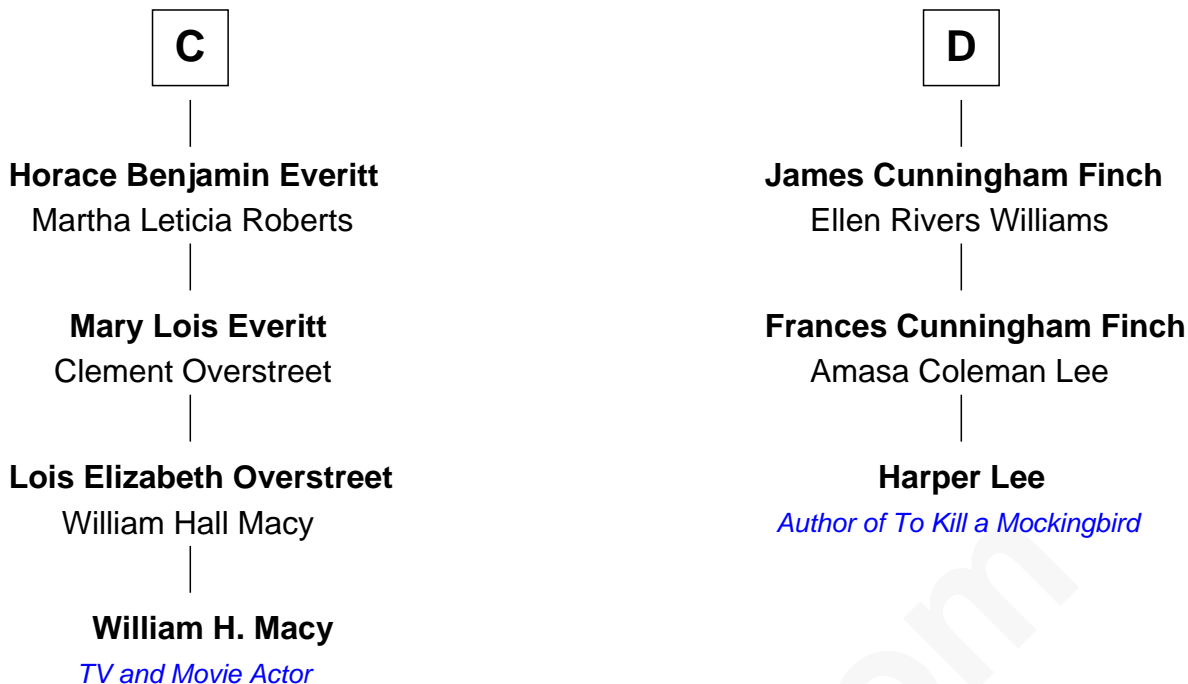 C
Horace Benjamin Everitt
Martha Leticia Roberts
Mary Lois Everitt
Clement Overstreet
Lois Elizabeth Overstreet
William Hall Macy
William H. Macy
TV and Movie Actor
D
James Cunningham Finch
Ellen Rivers Williams
Frances Cunningham Finch
Amasa Coleman Lee
Harper Lee
Author of To Kill a Mockingbird
om